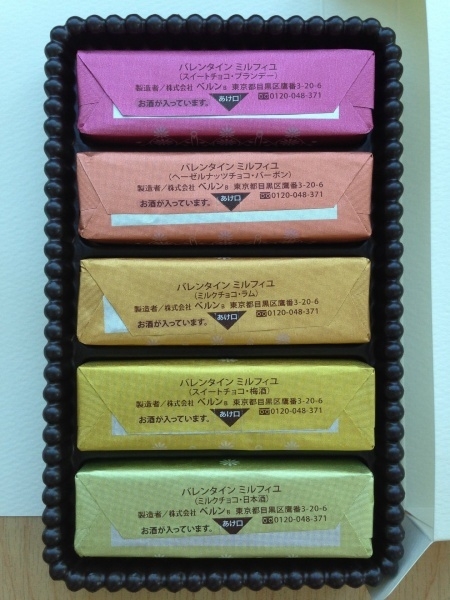 バレンタイン ミルフィユ
(スイートチョコ・ブランデー)
製造者/株式会社 ベルンB 東京都目黒区鷹番3-20-6
お酒が入っています。 あけ口 0120-048-371
バレンタイン ミルフィユ
(ヘーゼルナッツチョコ・バーボン)
製造者/株式会社 ベルンB 東京都目黒区鷹番3-20-6
お酒が入っています。 あけ口 0120-048-371
バレンタイン ミルフィユ
(ミルクチョコ・ラム)
製造者/株式会社 ベルンB 東京都目黒区鷹番3-20-6
お酒が入っています。 あけ口 0120-048-371
バレンタイン ミルフィユ
(スイートチョコ・梅酒)
製造者/株式会社 ベルンB 東京都目黒区鷹番3-20-6
お酒が入っています。 あけ口 0120-048-371
バレンタイン ミルフィユ
(ミルクチョコ・日本酒)
製造者/株式会社 ベルンB 東京都目黒区鷹番3-20-6
お酒が入っています。 あけ口 0120-048-371